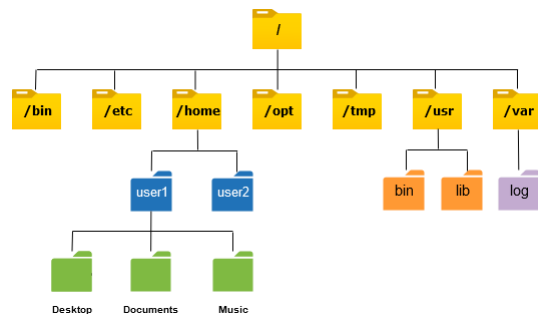 /
/bin /etc /home /opt /tmp /usr /var
user1 user2 bin lib log
Desktop Documents Music